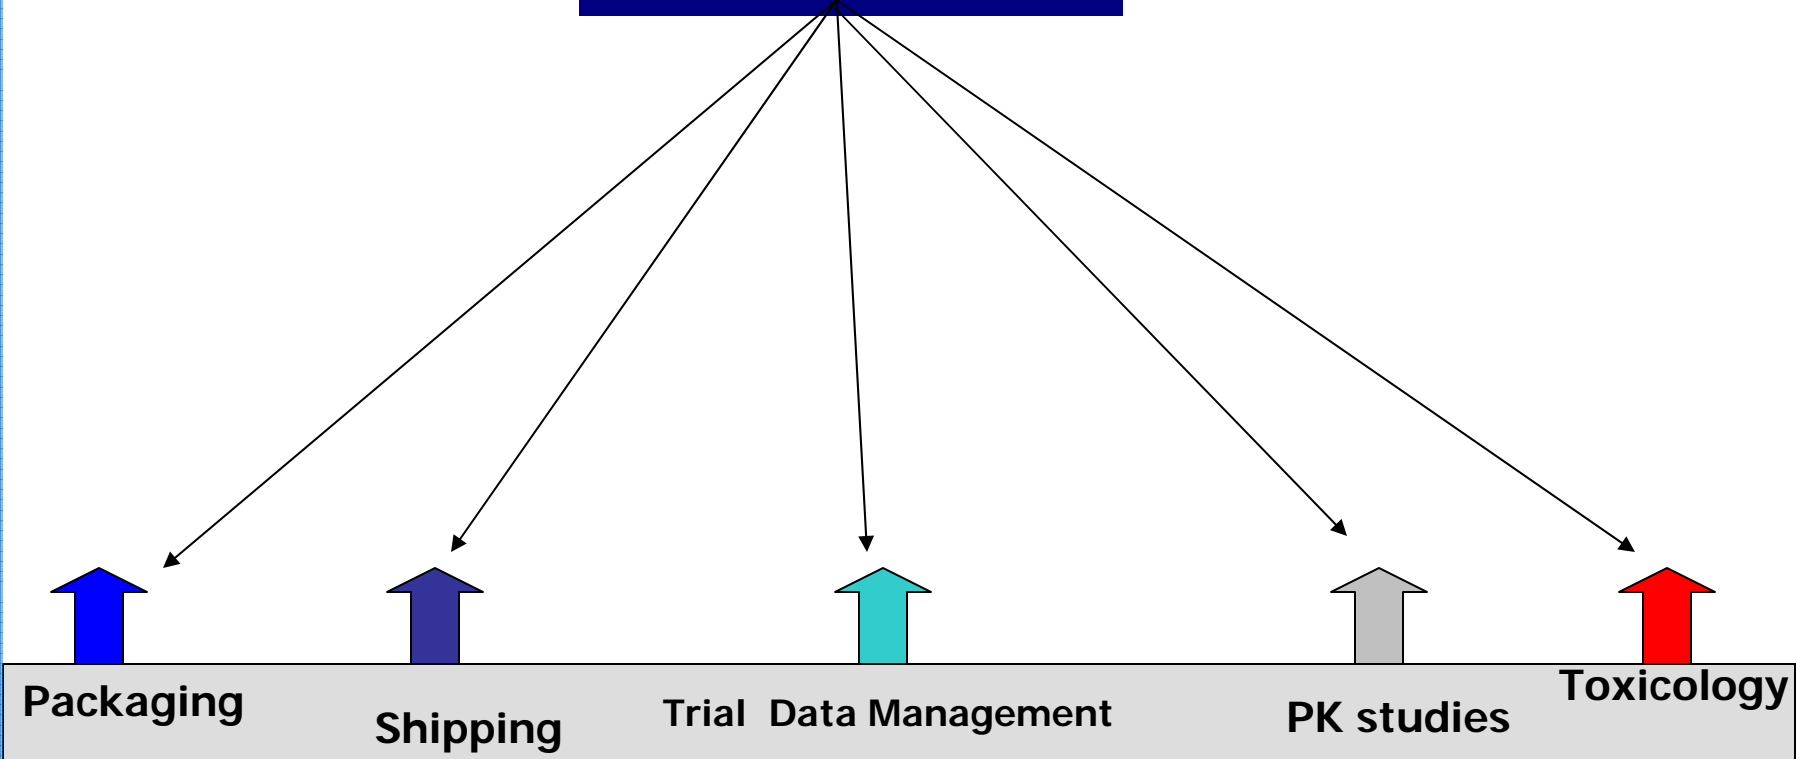 Packaging
Shipping
Trial  Data Management
PK studies
Toxicology